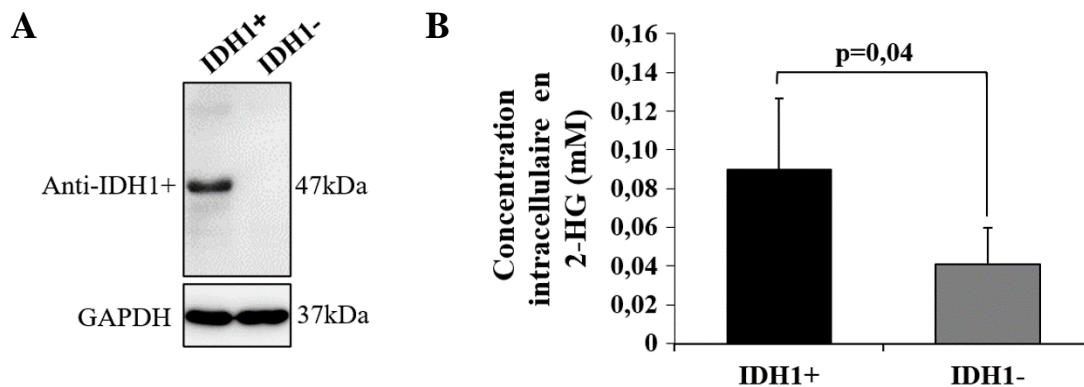 A
IDH1+ IDH1-
Anti-IDH1+ 47kDa
GAPDH 37kDa
B
Concentration
intracellulaire en
2-HG (mM)
0,16
0,14
0,12
0,10
0,08
0,06
0,04
0,02
0
p=0,04
IDH1+ IDH1-